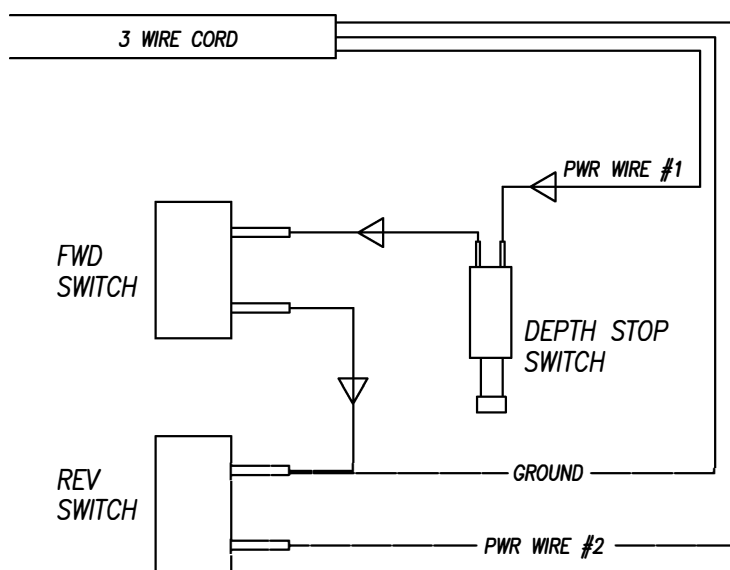 3 WIRE CORD
PWR WIRE #1
FWD
SWITCH
DEPTH STOP
SWITCH
REV
SWITCH
GROUND
PWR WIRE #2